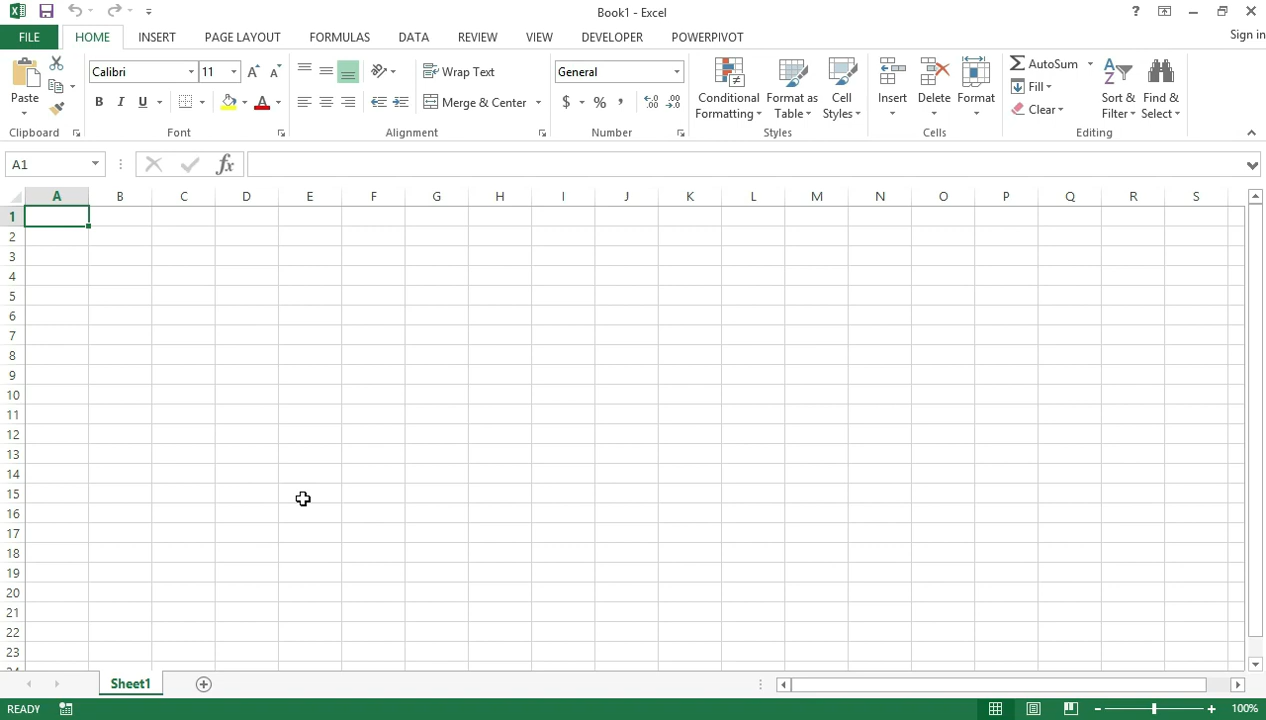 Book1 - Excel
FILE HOME INSERT PAGE LAYOUT FORMULAS DATA REVIEW VIEW DEVELOPER POWERPIVOT Sign in
Calibri 11 Wrap Text General AutoSum
Fill
Paste B I U Merge & Center $ % , Conditional Formatting Format as Table Cell Styles Insert Delete Format Clear Sort & Filter Find & Select
Clipboard Font Alignment Number Styles Cells Editing
A1 fx
A B C D E F G H I J K L M N O P Q R S
1
2
3
4
5
6
7
8
9
10
11
12
13
14
15
16
17
18
19
20
21
22
23
Sheet1
READY 100%